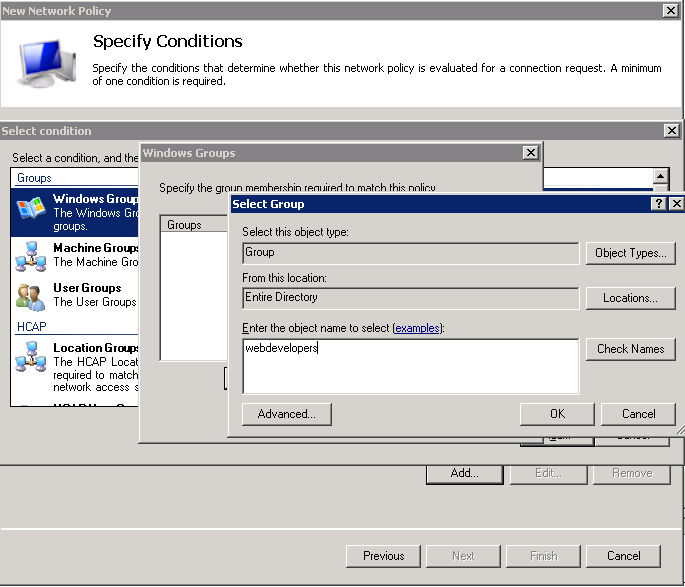 New Network Policy
Specify Conditions
Specify the conditions that determine whether this network policy is evaluated for a connection request. A minimum
of one condition is required.
Select condition
Select a condition, and the
Groups
Windows Group
The Windows Gro
groups.
Machine Groups
The Machine Gro
User Groups
The User Groups
HCAP
Location Groups
The HCAP Locat
required to match
network access s
Windows Groups
Specify the group membership required to match this policy
Groups
Select Group
Select this object type:
Group
Object Types...
From this location:
Entire Directory
Locations...
Enter the object name to select (examples):
webdevelopers
Check Names
Advanced...
OK
Cancel
Add...
Edit...
Remove
Previous
Next
Finish
Cancel